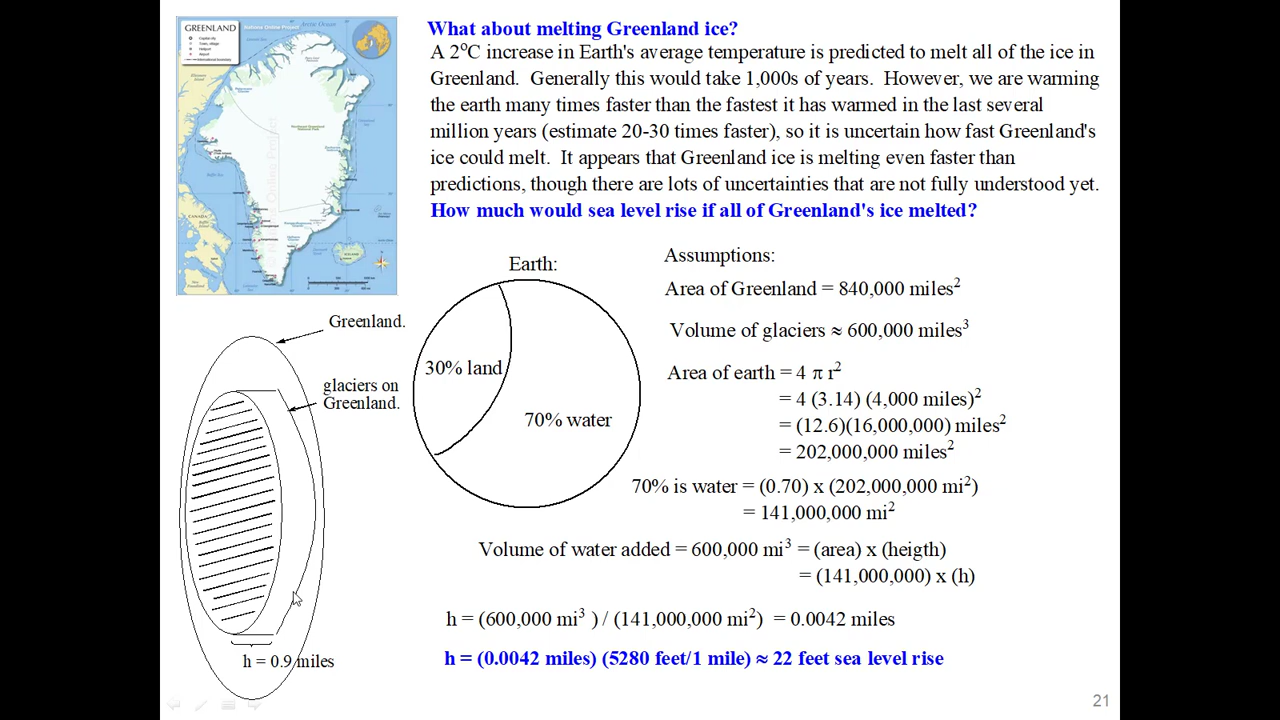 GREENLAND
Nations Online Project
Arctic Ocean
CANADA
What about melting Greenland ice?
A 2⁰C increase in Earth's average temperature is predicted to melt all of the ice in
Greenland. Generally this would take 1,000s of years. However, we are warming
the earth many times faster than the fastest it has warmed in the last several
million years (estimate 20-30 times faster), so it is uncertain how fast Greenland's
ice could melt. It appears that Greenland ice is melting even faster than
predictions, though there are lots of uncertainties that are not fully understood yet.
How much would sea level rise if all of Greenland's ice melted?
Earth:
30% land
70% water
Greenland.
glaciers on
Greenland.
h = 0.9 miles
Assumptions:
Area of Greenland = 840,000 miles²
Volume of glaciers ≈ 600,000 miles³
Area of earth = 4 π r²
= 4 (3.14) (4,000 miles)²
= (12.6)(16,000,000) miles²
= 202,000,000 miles²
70% is water = (0.70) x (202,000,000 mi²)
= 141,000,000 mi²
Volume of water added = 600,000 mi³ = (area) x (heigth)
= (141,000,000) x (h)
h = (600,000 mi³ ) / (141,000,000 mi²) = 0.0042 miles
h = (0.0042 miles) (5280 feet/1 mile) ≈ 22 feet sea level rise
21